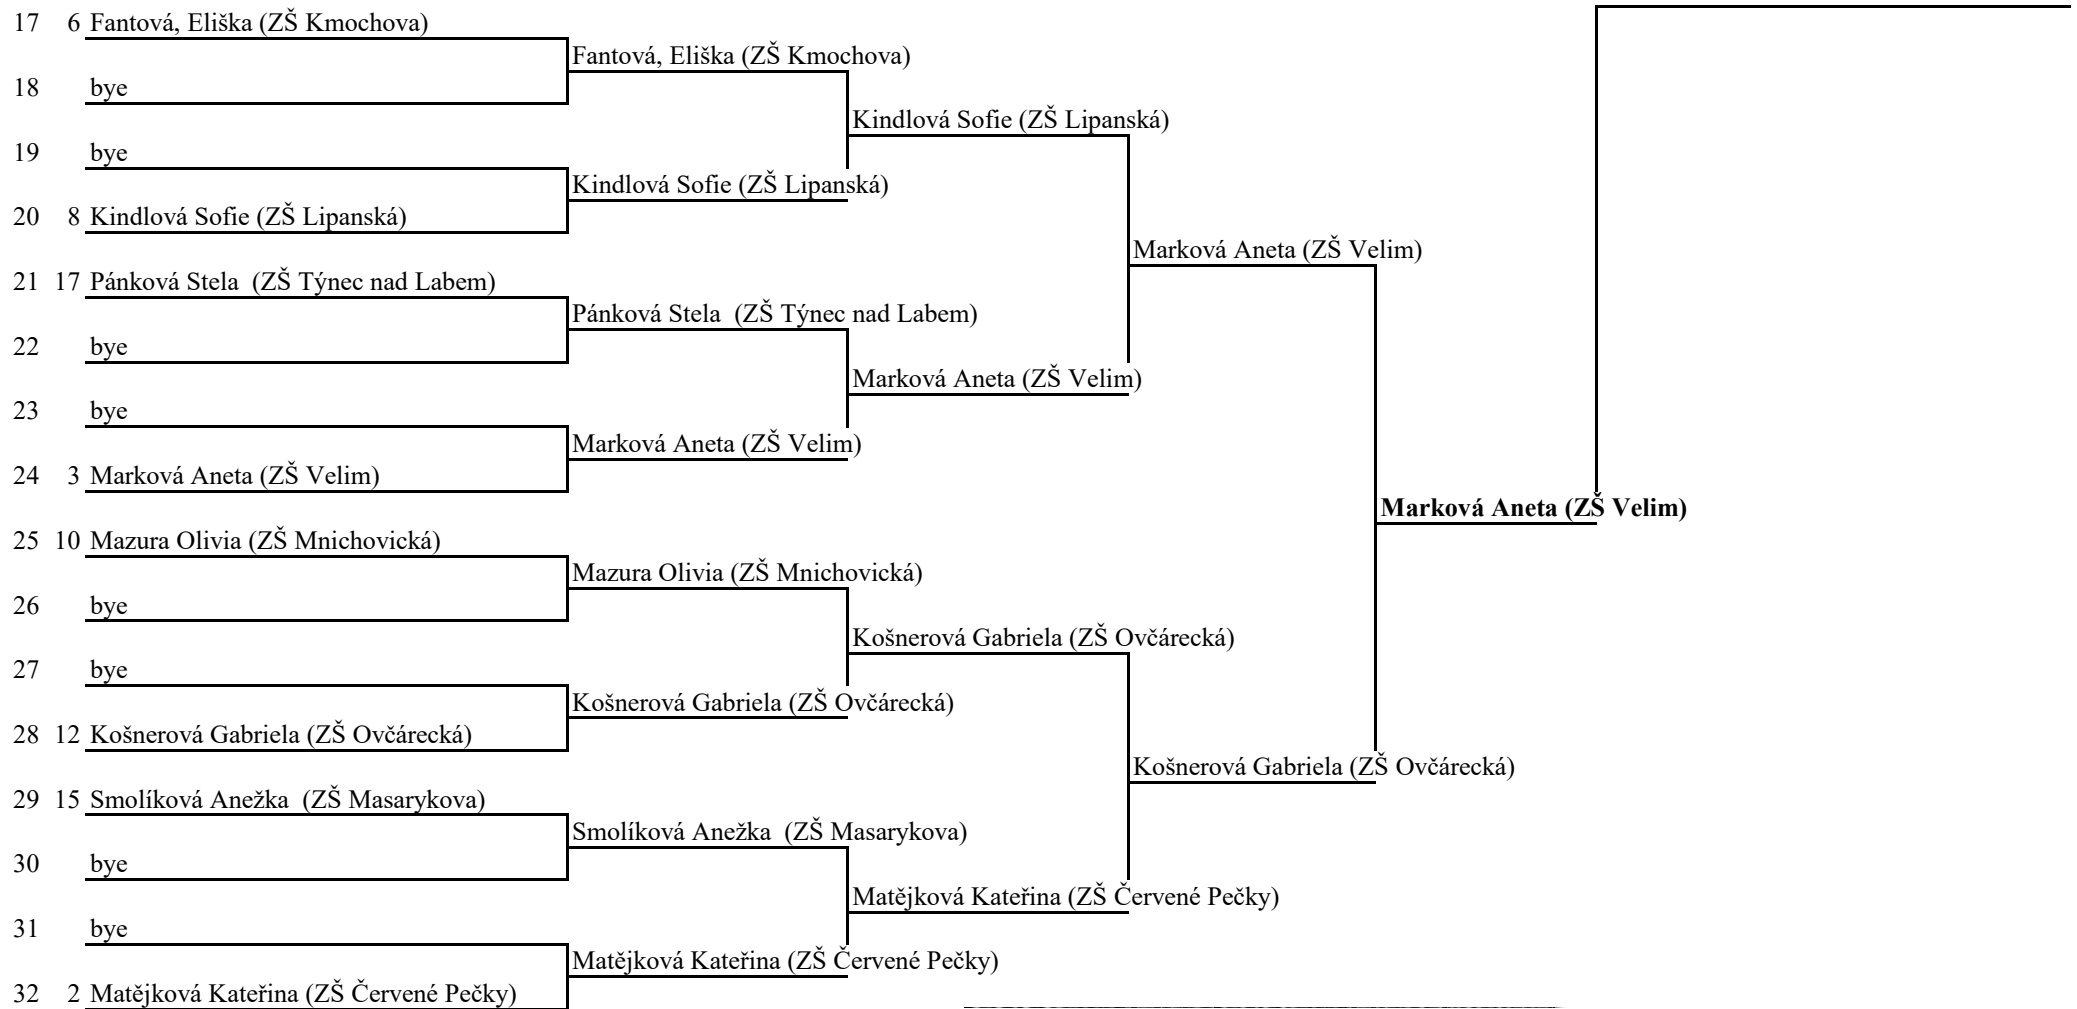 17 6 Fantová, Eliška (ZŠ Kmochova)
Fantová, Eliška (ZŠ Kmochova)
18 bye
Kindlová Sofie (ZŠ Lipanská)
19 bye
Kindlová Sofie (ZŠ Lipanská)
20 8 Kindlová Sofie (ZŠ Lipanská)
Marková Aneta (ZŠ Velim)
21 17 Pánková Stela (ZŠ Týnec nad Labem)
Pánková Stela (ZŠ Týnec nad Labem)
22 bye
Marková Aneta (ZŠ Velim)
23 bye
Marková Aneta (ZŠ Velim)
24 3 Marková Aneta (ZŠ Velim)
Marková Aneta (ZŠ Velim)
25 10 Mazura Olivia (ZŠ Mnichovická)
Mazura Olivia (ZŠ Mnichovická)
26 bye
Košnerová Gabriela (ZŠ Ovčárecká)
27 bye
Košnerová Gabriela (ZŠ Ovčárecká)
28 12 Košnerová Gabriela (ZŠ Ovčárecká)
Košnerová Gabriela (ZŠ Ovčárecká)
29 15 Smolíková Anežka (ZŠ Masarykova)
Smolíková Anežka (ZŠ Masarykova)
30 bye
Matějková Kateřina (ZŠ Červené Pečky)
31 bye
Matějková Kateřina (ZŠ Červené Pečky)
32 2 Matějková Kateřina (ZŠ Červené Pečky)